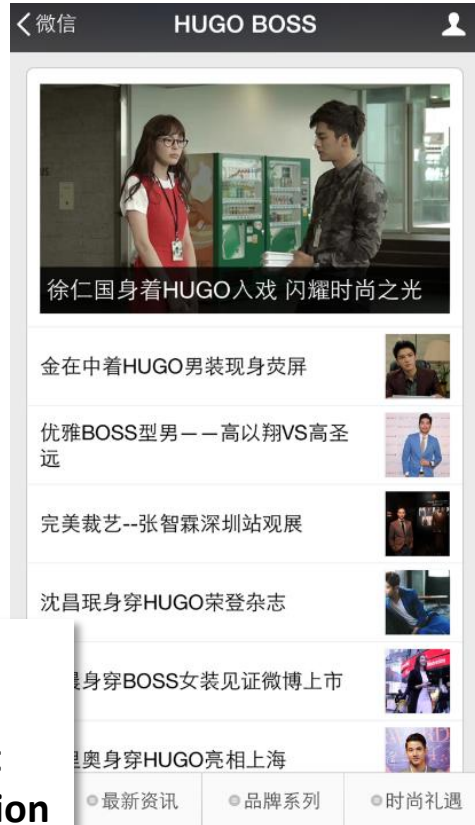 微信
HUGO BOSS
徐仁国身着HUGO入戏 闪耀时尚之光
金在中着HUGO男装现身荧屏
优雅BOSS型男——高以翔VS高圣
远
完美裁艺--张智霖深圳站观展
沈昌珉身穿HUGO荣登杂志
身穿BOSS女装见证微博上市
奥身穿HUGO亮相上海
最新资讯
品牌系列
时尚礼遇